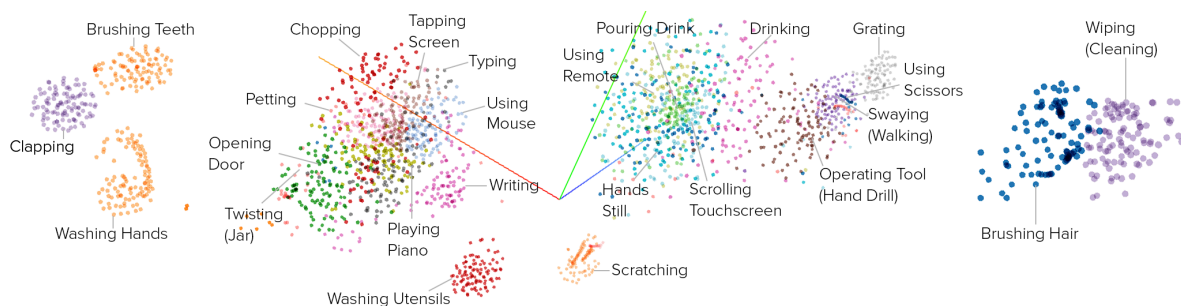 Brushing Teeth
Clapping
Washing Hands
Chopping
Tapping
Screen
Typing
Petting
Using
Mouse
Opening
Door
Writing
Twisting
(Jar)
Playing
Piano
Washing Utensils
Scratching
Pouring Drink
Drinking
Using
Remote
Hands
Still
Scrolling
Touchscreen
Grating
Using
Scissors
Swaying
(Walking)
Operating Tool
(Hand Drill)
Wiping
(Cleaning)
Brushing Hair